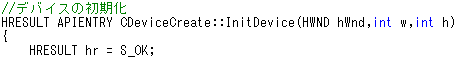 //デバイスの初期化
HRESULT APIENTRY CDeviceCreate::InitDevice(HWND hWnd,int w,int h)
{
    HRESULT hr = S_OK;